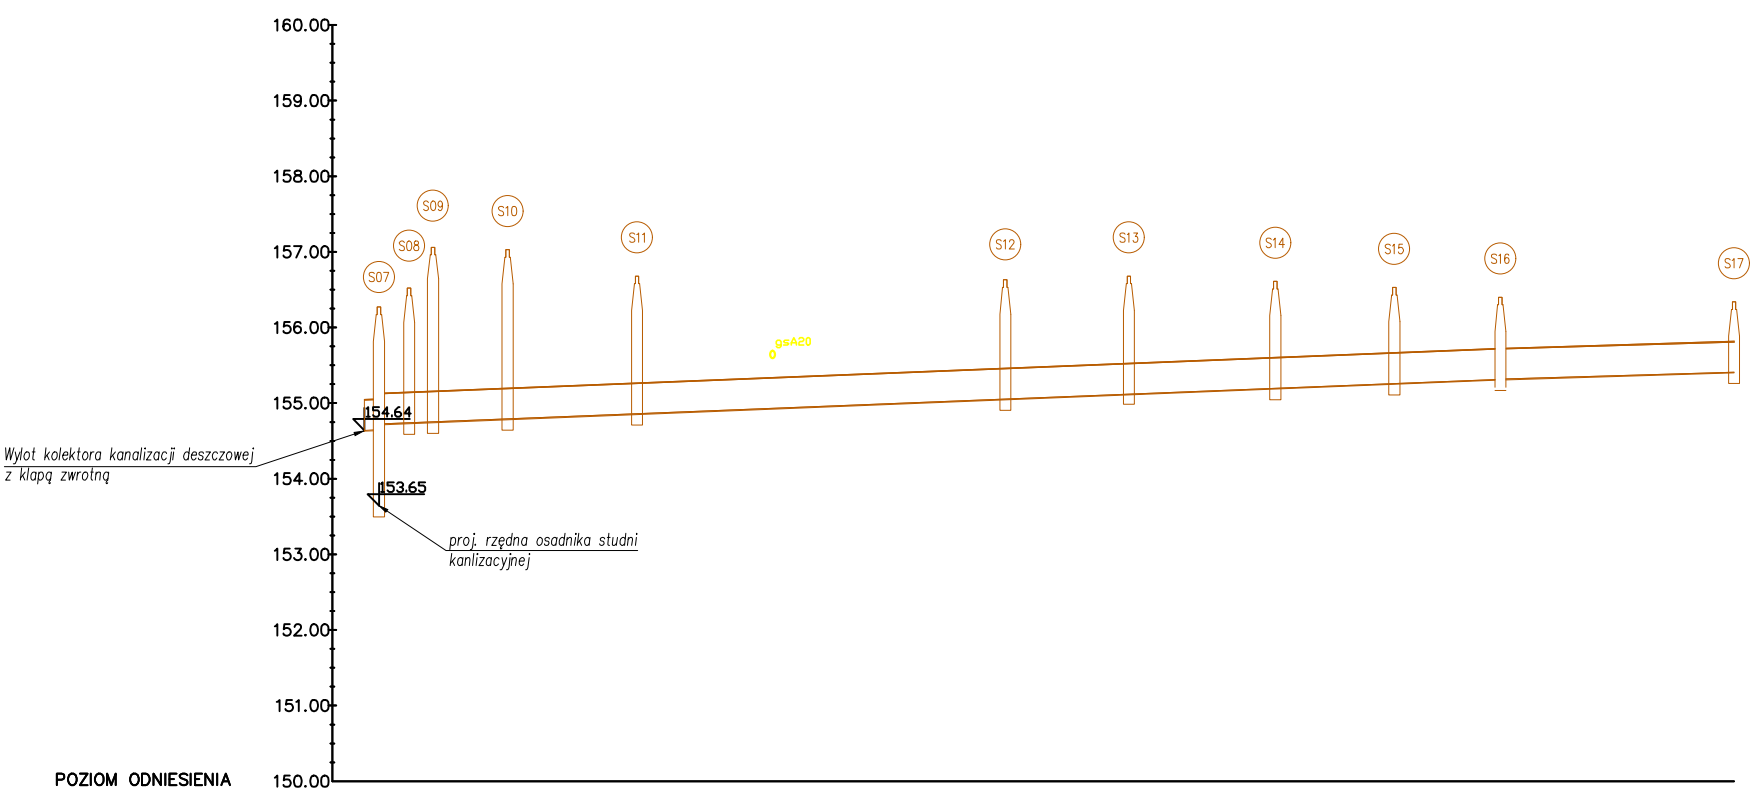 160.00
159.00
158.00
157.00
156.00
155.00
154.00
153.00
152.00
151.00
150.00
POZIOM ODNIESIENIA
S07
S08
S09
S10
S11
S12
S13
S14
S15
S16
S17
gsA20
0
154.64
Wylot kolektora kanalizacji deszczowej
z klapą zwrotną
153.65
proj. rzędna osadnika studni
kanlizacyjnej